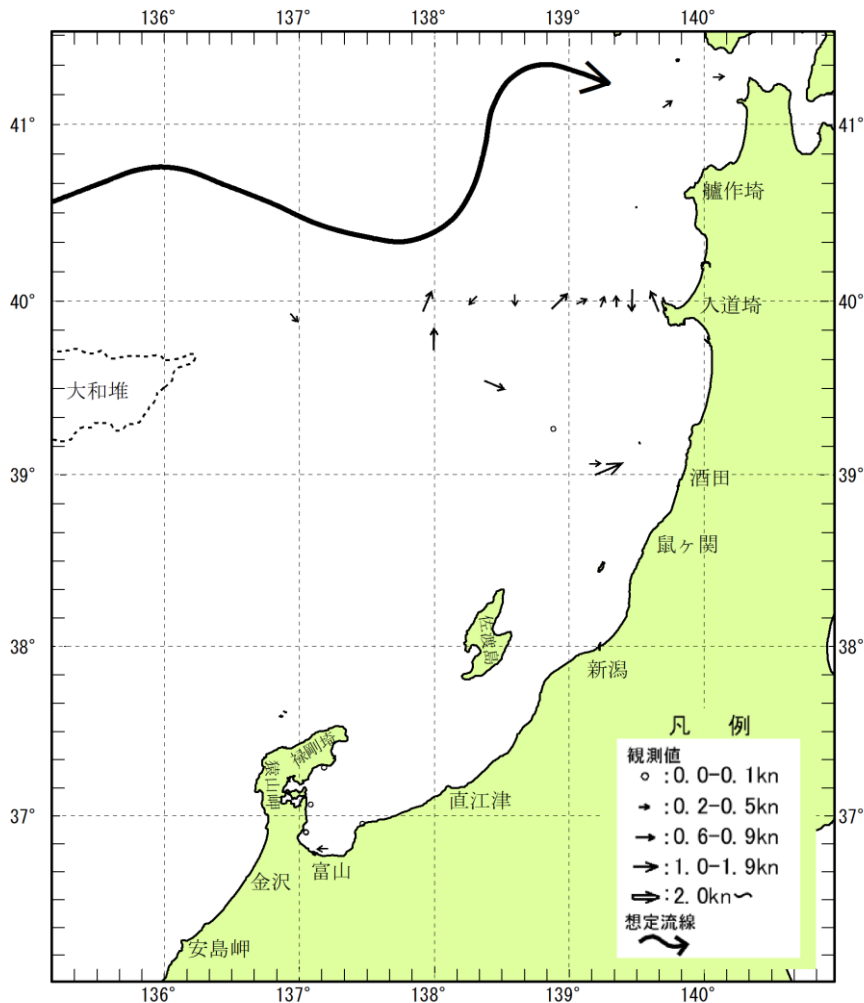 136° 137° 138° 139° 140°
41°
41°
艫作埼
40°
入道埼
40°
大和堆
39°
酒田
39°
鼠ヶ関
38°
佐渡島
38°
新潟
凡 例
禄剛埼
観測値
猿山岬
:0.0-0.1kn
:0.2-0.5kn
37°
直江津
37°
:0.6-0.9kn
富山
:1.0-1.9kn
金沢
:2.0kn〜
想定流線
安島岬
136° 137° 138° 139° 140°